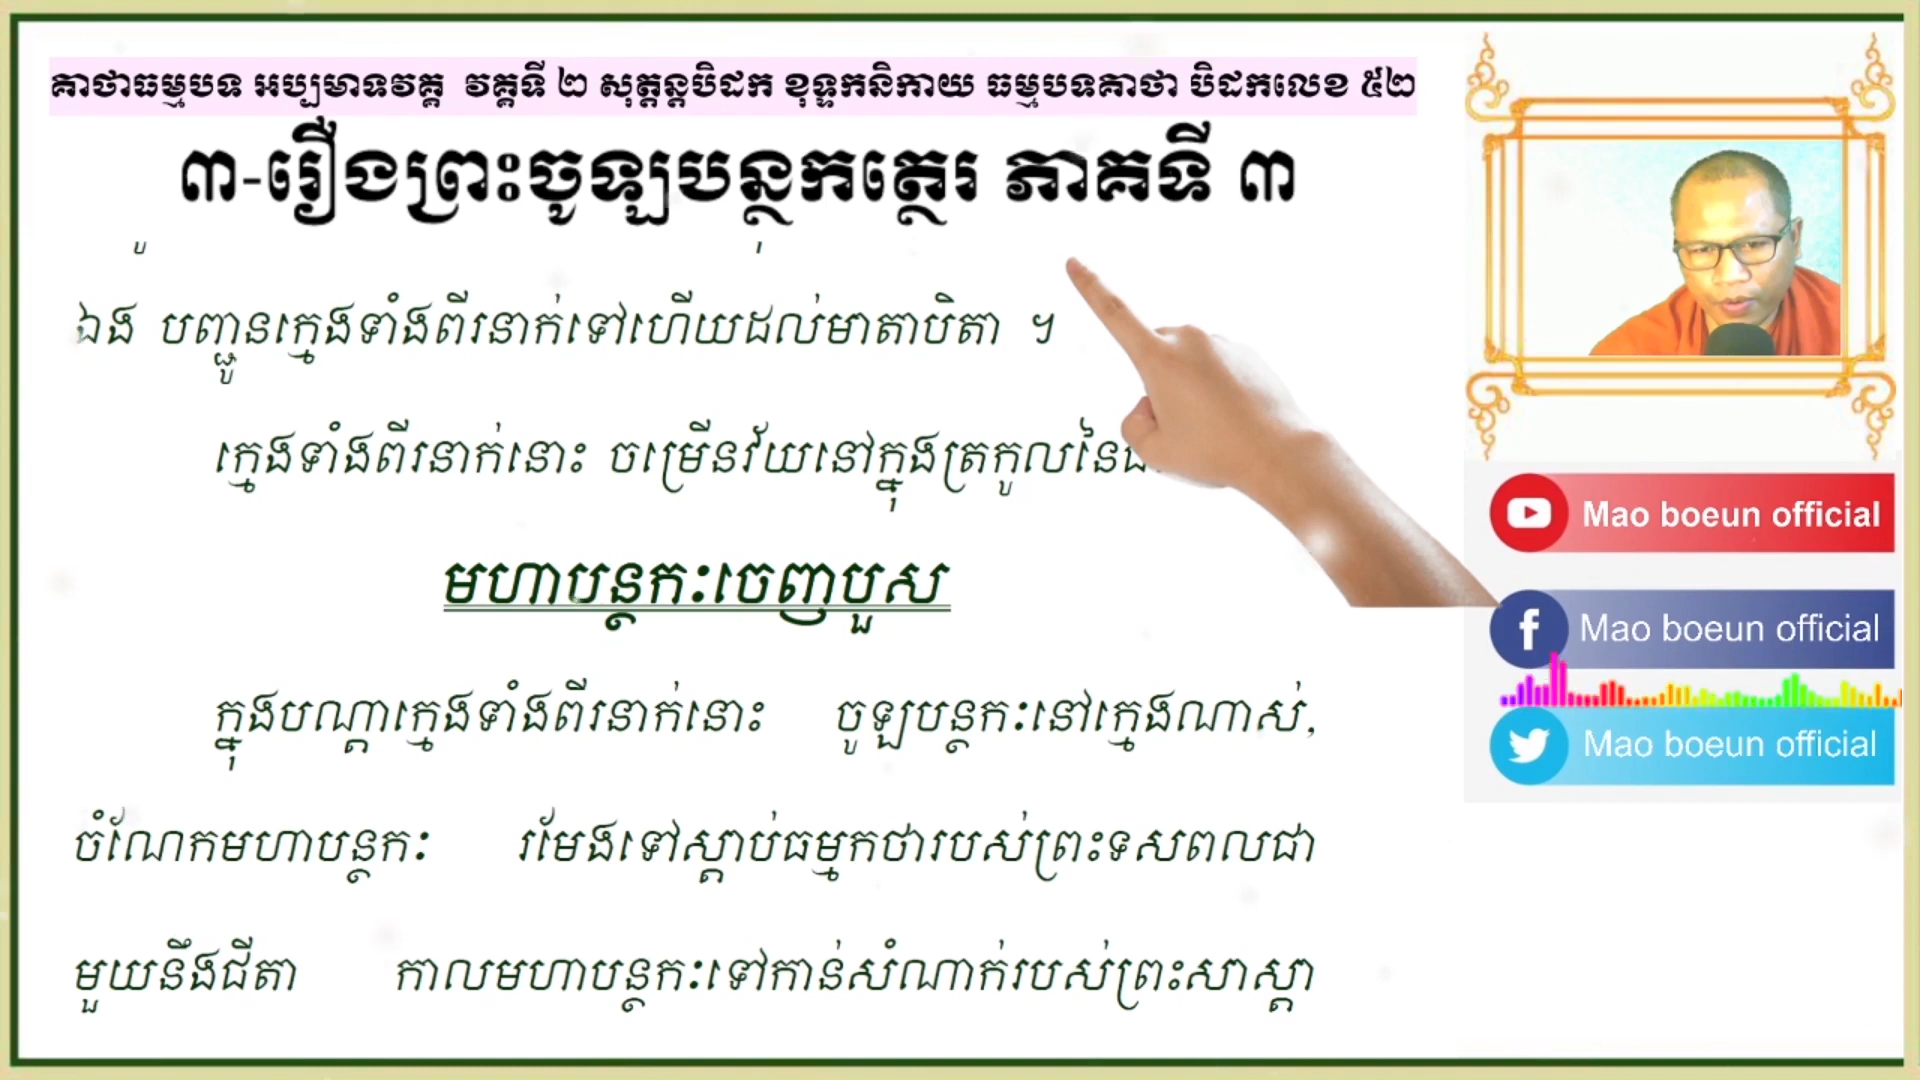 គាថាធម្មបទ អប្បមាទវគ្គ វគ្គទី ២ សុត្តន្តបិដក ខុទ្ទកនិកាយ ធម្មបទគាថា បិដកលេខ ៥២
៣-រឿងព្រះចូឡបន្ថកត្ថេរ ភាគទី ៣
ឯង បញ្ជូនក្មេងទាំងពីរនាក់ទៅហើយដល់មាតាបិតា ។
ក្មេងទាំងពីរនាក់នោះ ចម្រើនវ័យនៅក្នុងត្រកូលនៃ
មហាបន្ថកៈចេញបួស
ក្នុងបណ្តាក្មេងទាំងពីរនាក់នោះ ចូឡបន្ថកៈនៅក្មេងណាស់,
ចំណែកមហាបន្ថកៈ រមែងទៅស្តាប់ធម្មកថារបស់ព្រះទសពលជា
មួយនឹងជីតា កាលមហាបន្ថកៈទៅកាន់សំណាក់របស់ព្រះសាស្តា
Mao boeun official
Mao boeun official
Mao boeun official